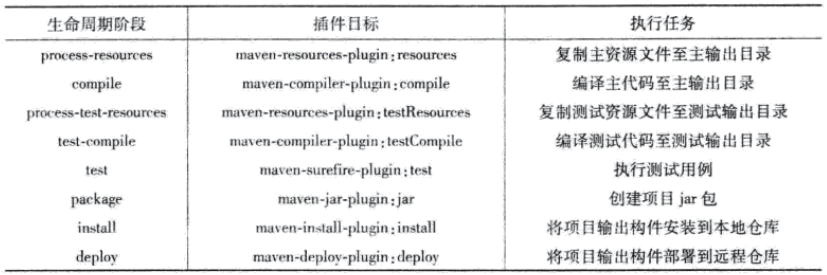 生命周期阶段 插件目标 执行任务
process-resources maven-resources-plugin:resources 复制主资源文件至主输出目录
compile maven-compiler-plugin:compile 编译主代码至主输出目录
process-test-resources maven-resources-plugin:testResources 复制测试资源文件至测试输出目录
test-compile maven-compiler-plugin:testCompile 编译测试代码至测试输出目录
test maven-surefire-plugin:test 执行测试用例
package maven-jar-plugin:jar 创建项目 jar 包
install maven-install-plugin:install 将项目输出构件安装到本地仓库
deploy maven-deploy-plugin:deploy 将项目输出构件部署到远程仓库